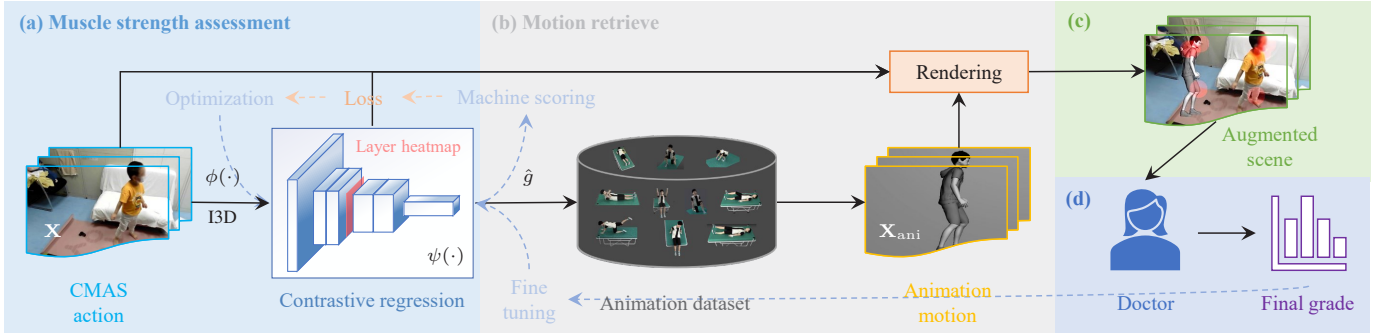 (a) Muscle strength assessment
(b) Motion retrieve
(c)
Rendering
Optimization
Loss
Machine scoring
Layer heatmap
Augmented
scene
ϕ(·)
I3D
ĝ
X
X_ani
ψ(·)
(d)
CMAS
action
Contrastive regression
Fine
tuning
Animation dataset
Animation
motion
Doctor
Final grade